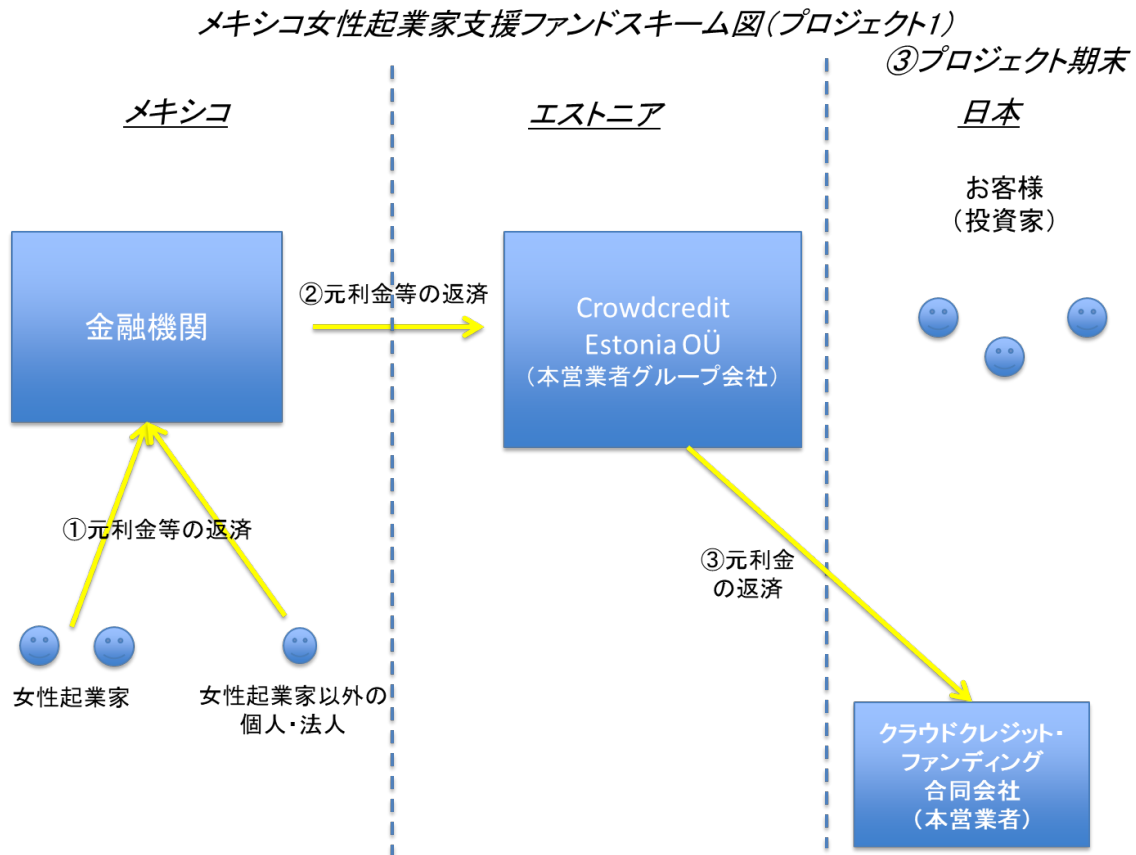 メキシコ女性起業家支援ファンドスキーム図(プロジェクト1)
③プロジェクト期末
メキシコ
エストニア
日本
お客様
(投資家)
金融機関
②元利金等の返済
Crowdcredit
Estonia OÜ
(本営業者グループ会社)
①元利金等の返済
③元利金
の返済
女性起業家
女性起業家以外の
個人・法人
クラウドクレジット・
ファンディング
合同会社
(本営業者)